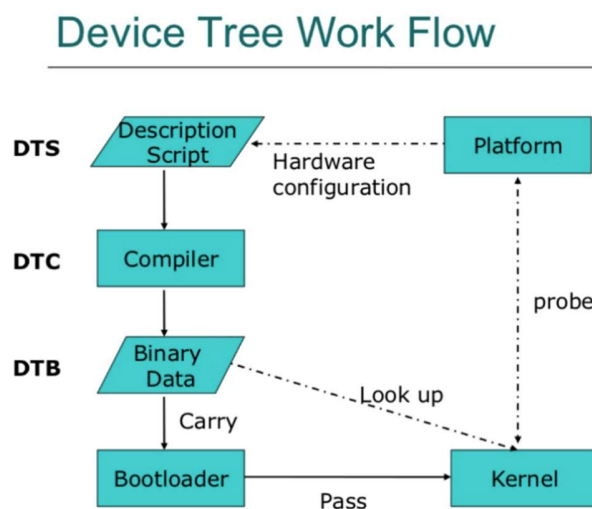 Device Tree Work Flow
DTS
Description
Script
Hardware
configuration
Platform
DTC
Compiler
probe
DTB
Binary
Data
Look up
Carry
Bootloader
Pass
Kernel